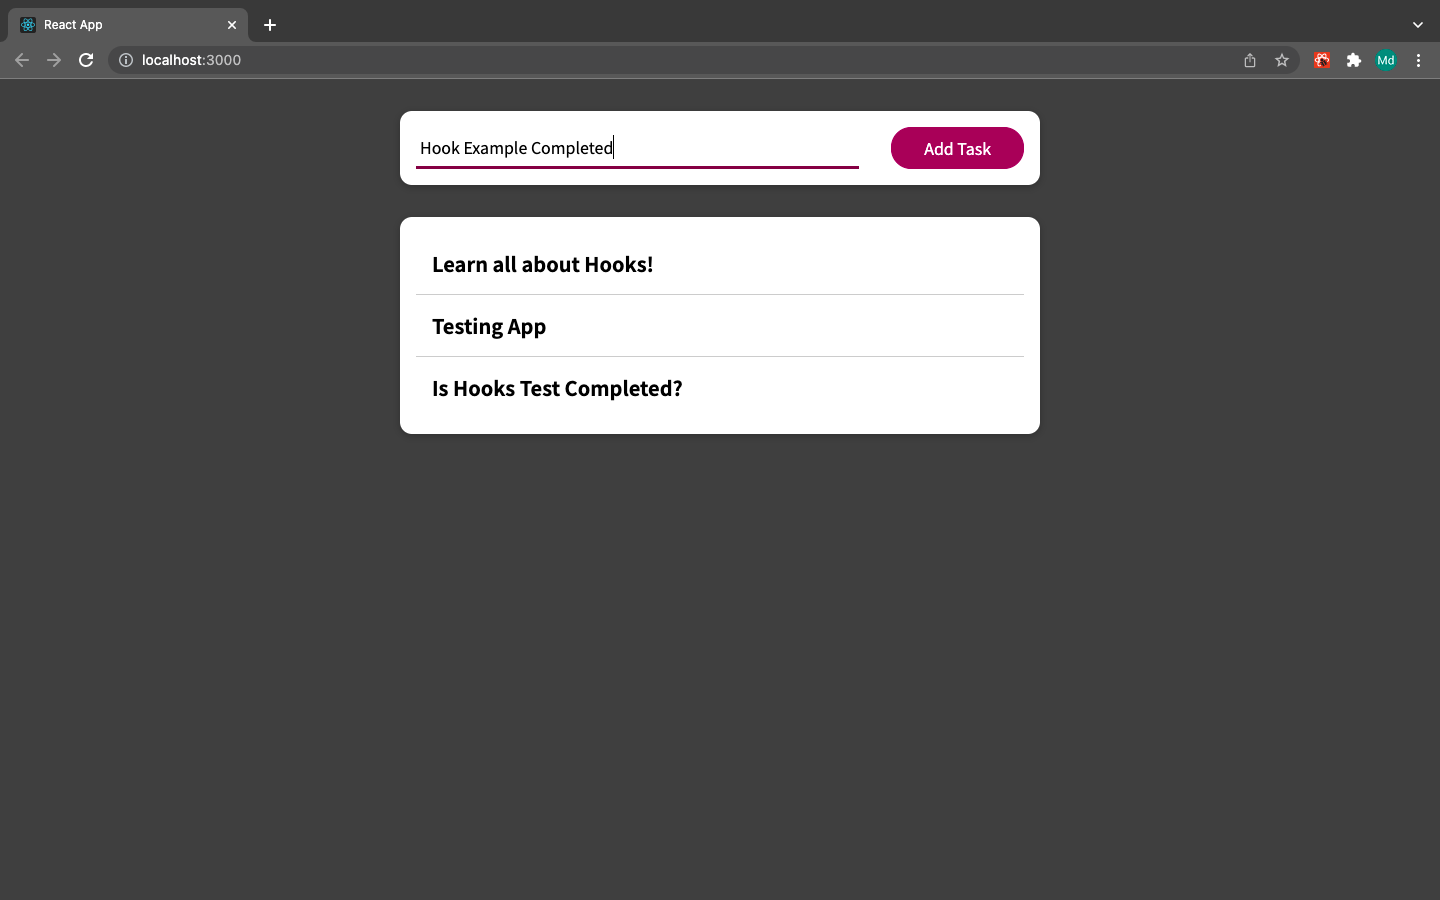 React App
localhost:3000
Md
Hook Example Completed
Add Task
Learn all about Hooks!
Testing App
Is Hooks Test Completed?